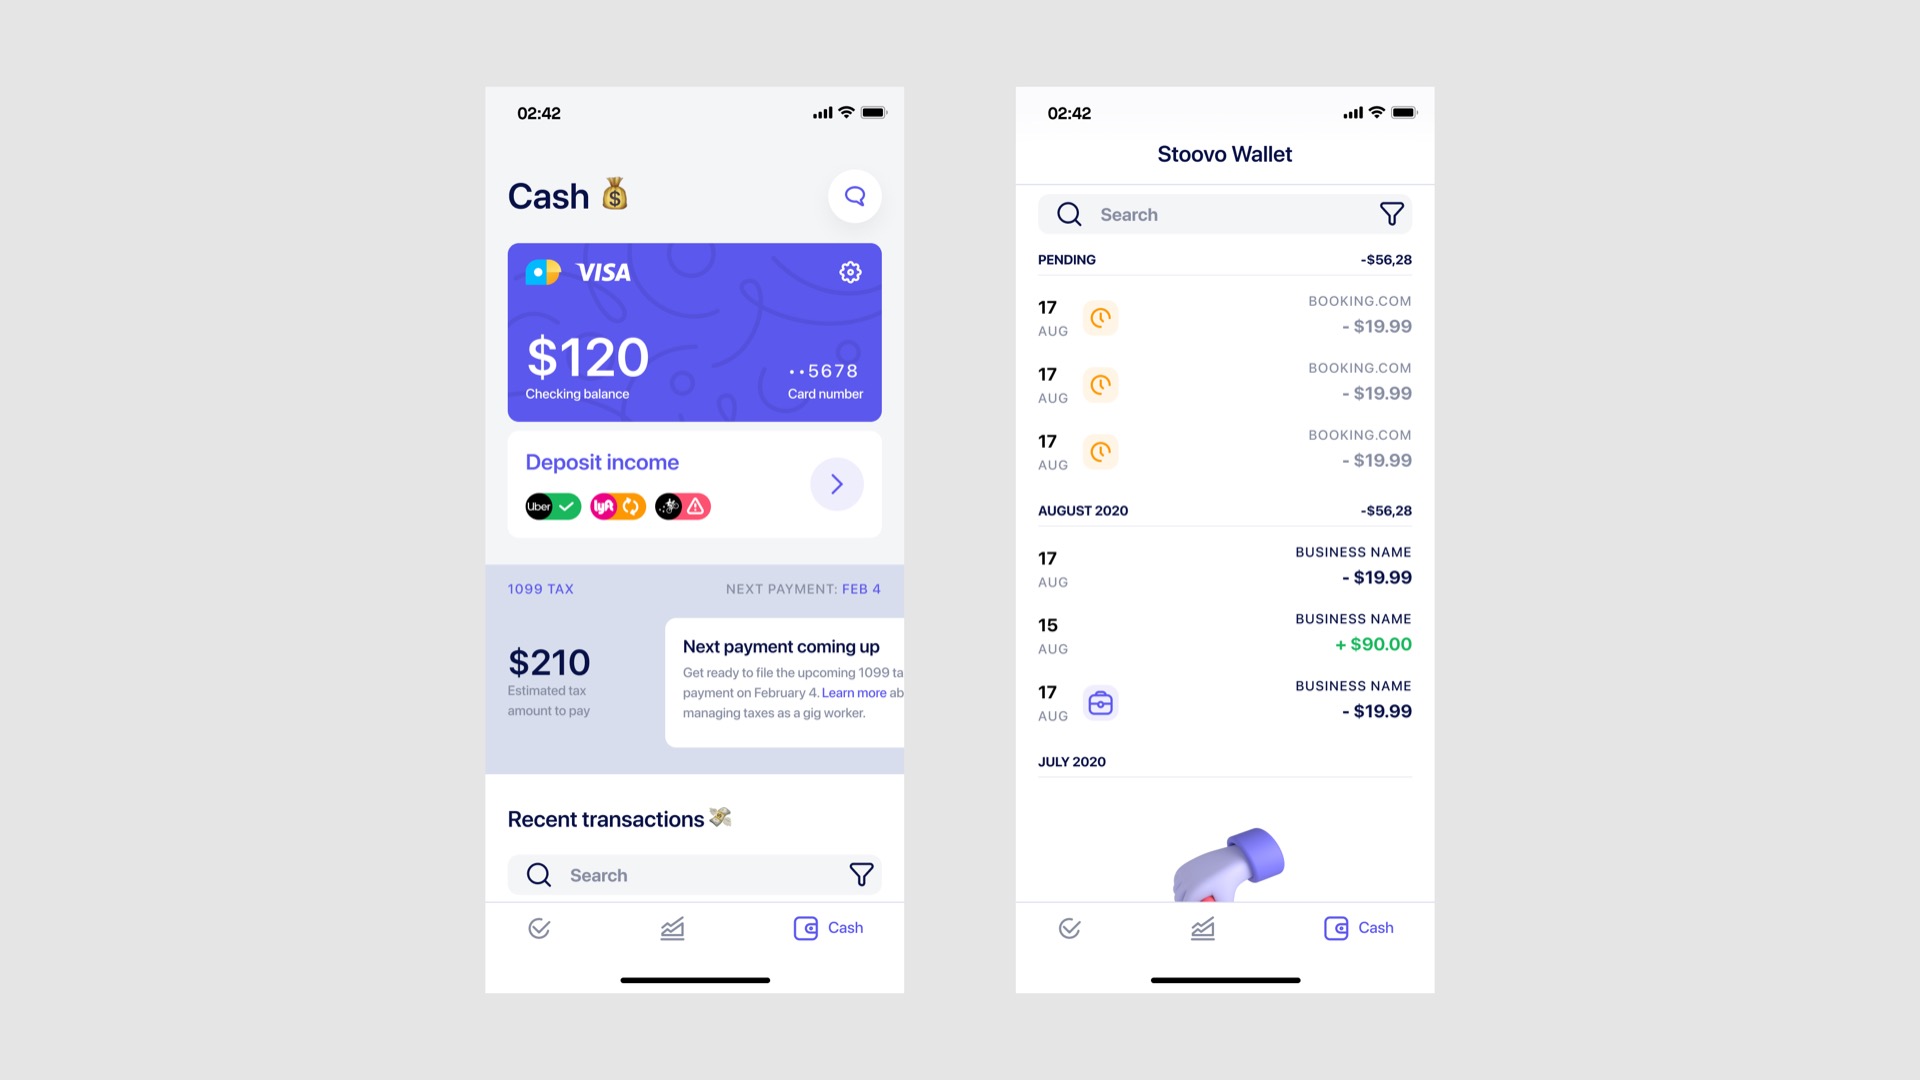 02:42
Cash
VISA
$120
Checking balance
··5678
Card number
Deposit income
Uber
lyft
1099 TAX
NEXT PAYMENT: FEB 4
$210
Estimated tax
amount to pay
Next payment coming up
Get ready to file the upcoming 1099 ta
payment on February 4. Learn more ab
managing taxes as a gig worker.
Recent transactions
Search
Cash
02:42
Stoovo Wallet
Search
PENDING -$56,28
17 BOOKING.COM
AUG - $19.99
17 BOOKING.COM
AUG - $19.99
17 BOOKING.COM
AUG - $19.99
AUGUST 2020 -$56,28
17 BUSINESS NAME
AUG - $19.99
15 BUSINESS NAME
AUG + $90.00
17 BUSINESS NAME
AUG - $19.99
JULY 2020
Cash